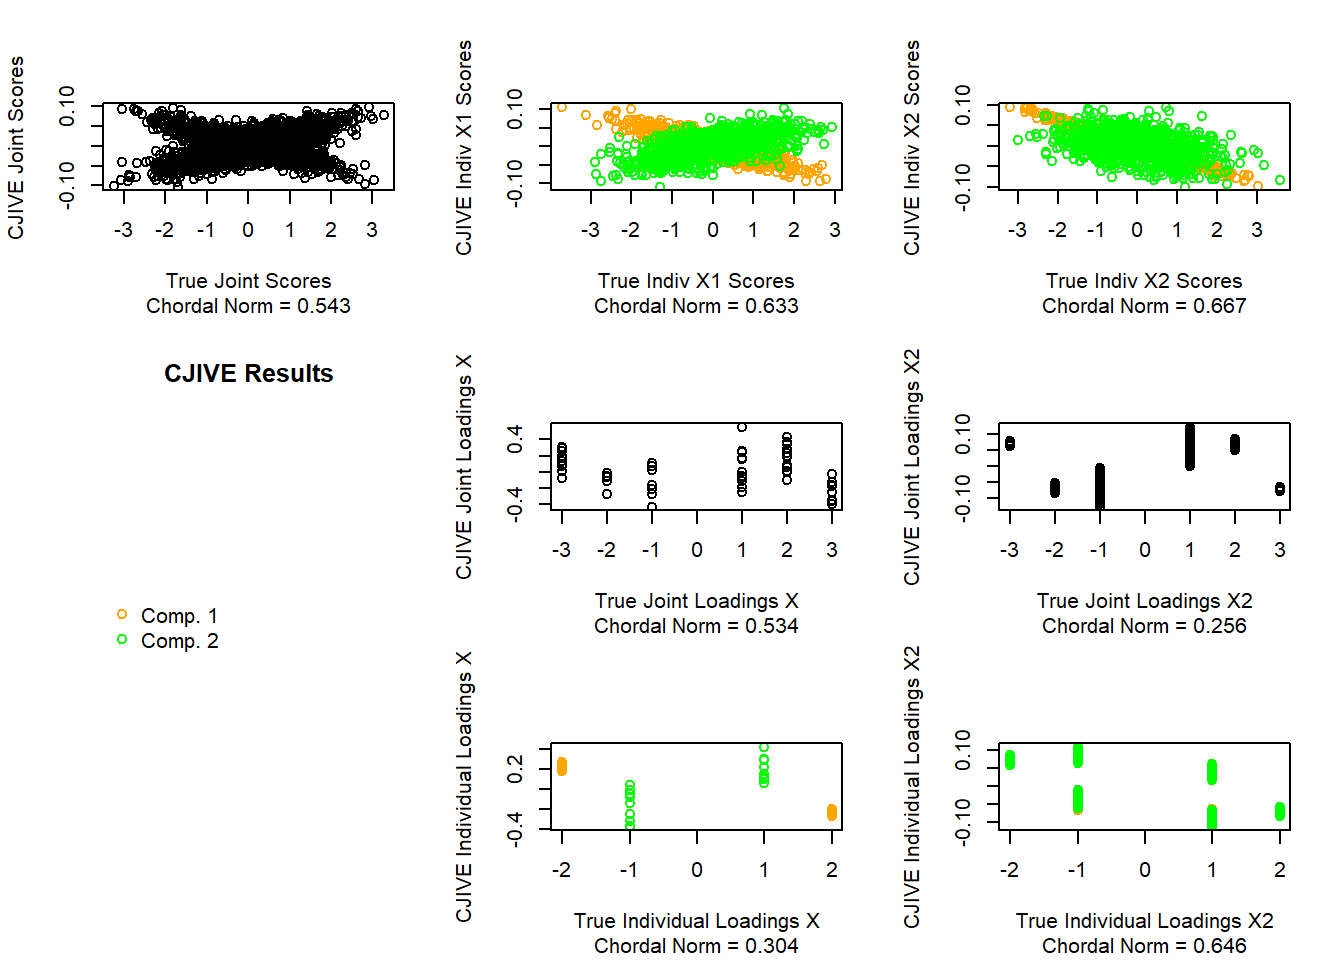 CJIVE Joint Scores
0.10
-0.10
-3 -2 -1 0 1 2 3
True Joint Scores
Chordal Norm = 0.543
CJIVE Indiv X1 Scores
0.10
-0.10
-3 -2 -1 0 1 2 3
True Indiv X1 Scores
Chordal Norm = 0.633
CJIVE Indiv X2 Scores
0.10
-0.10
-3 -2 -1 0 1 2 3
True Indiv X2 Scores
Chordal Norm = 0.667
CJIVE Results
Comp. 1
Comp. 2
CJIVE Joint Loadings X
0.4
-0.4
-3 -2 -1 0 1 2 3
True Joint Loadings X
Chordal Norm = 0.534
CJIVE Joint Loadings X2
0.10
-0.10
-3 -2 -1 0 1 2 3
True Joint Loadings X2
Chordal Norm = 0.256
CJIVE Individual Loadings X
0.2
-0.4
-2 -1 0 1 2
True Individual Loadings X
Chordal Norm = 0.304
CJIVE Individual Loadings X2
0.10
-0.10
-2 -1 0 1 2
True Individual Loadings X2
Chordal Norm = 0.646